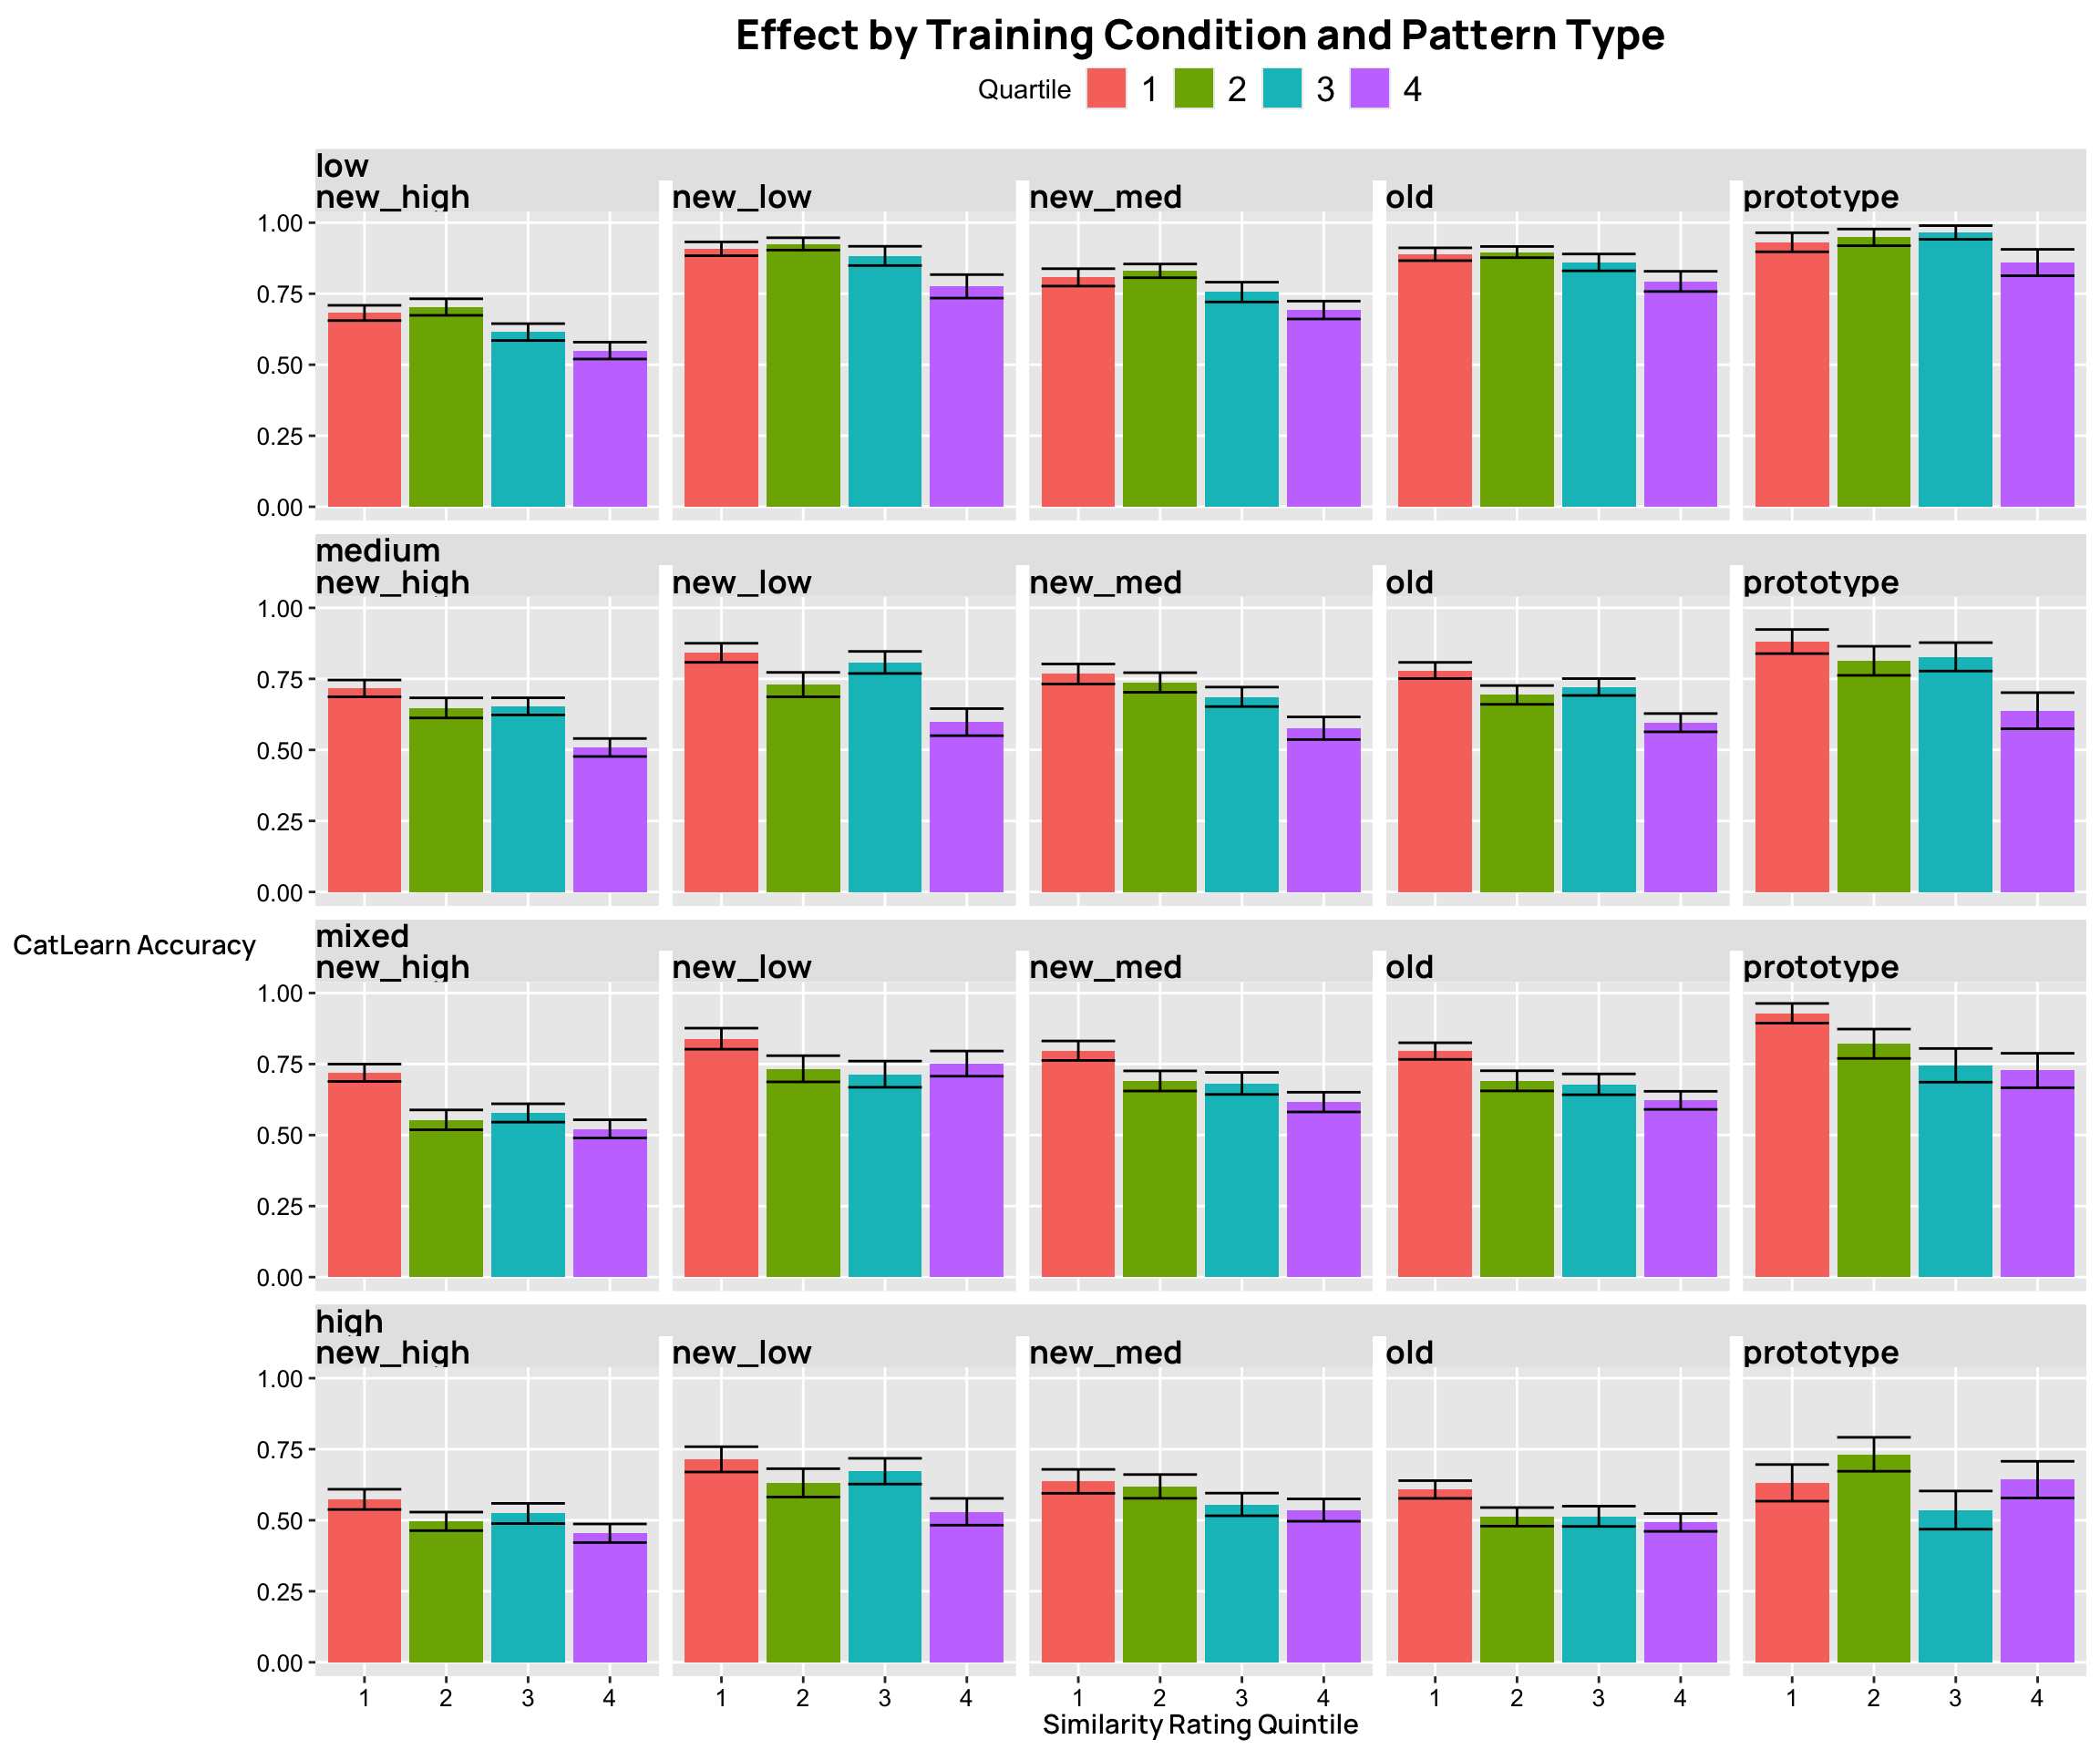 Effect by Training Condition and Pattern Type
Quartile 1 2 3 4
low
new_high new_low new_med old prototype
1.00
0.75
0.50
0.25
0.00
medium
new_high new_low new_med old prototype
1.00
0.75
0.50
0.25
0.00
CatLearn Accuracy
mixed
new_high new_low new_med old prototype
1.00
0.75
0.50
0.25
0.00
high
new_high new_low new_med old prototype
1.00
0.75
0.50
0.25
0.00
1 2 3 4 1 2 3 4 1 2 3 4 1 2 3 4 1 2 3 4
Similarity Rating Quintile